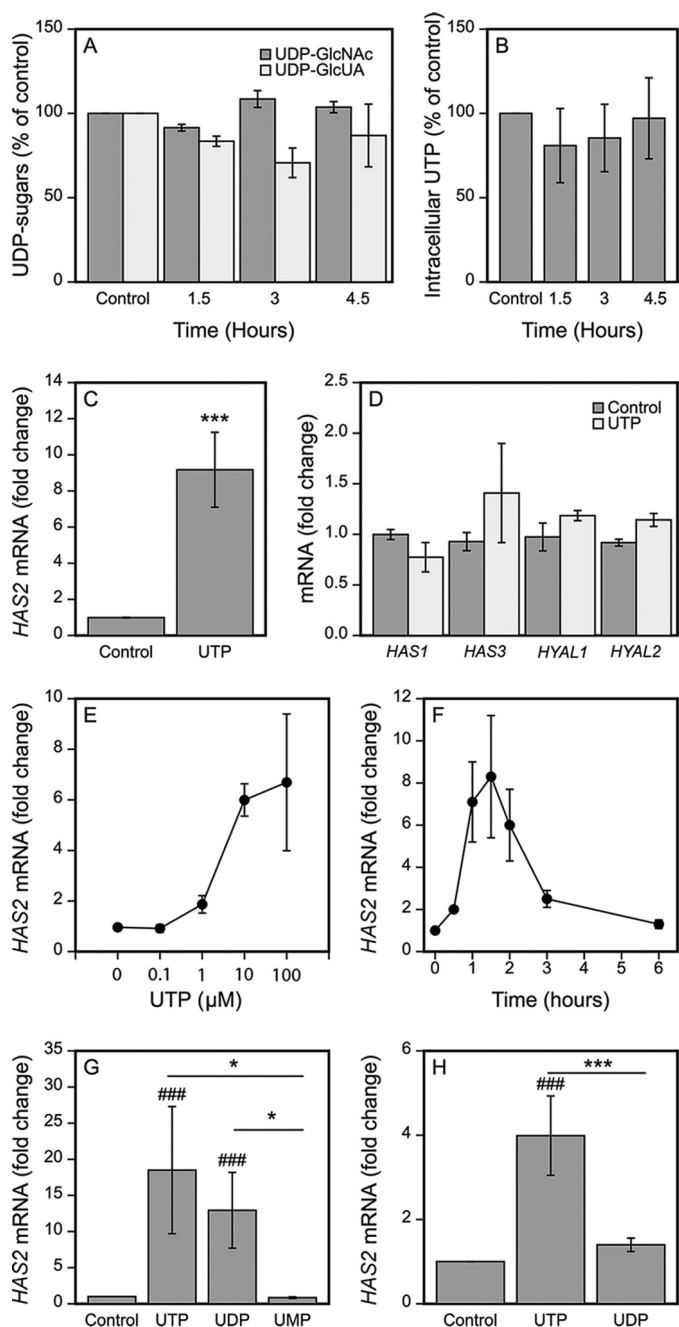 A
UDP-sugars (% of control)
150
100
50
0
UDP-GlcNAc
UDP-GlcUA
Control 1.5 3 4.5
Time (Hours)
B
Intracellular UTP (% of control)
150
100
50
0
Control 1.5 3 4.5
Time (Hours)
C
HAS2 mRNA (fold change)
14
12
10
8
6
4
2
0
***
Control UTP
D
mRNA (fold change)
2.5
2.0
1.5
1.0
0.5
0.0
Control
UTP
HAS1 HAS3 HYAL1 HYAL2
E
HAS2 mRNA (fold change)
10
8
6
4
2
0
0 0.1 1 10 100
UTP (µM)
F
HAS2 mRNA (fold change)
12
10
8
6
4
2
0
0 1 2 3 4 5 6
Time (hours)
G
HAS2 mRNA (fold change)
35
30
25
20
15
10
5
0
*
###
*
###
Control UTP UDP UMP
H
HAS2 mRNA (fold change)
6
4
2
0
***
###
Control UTP UDP